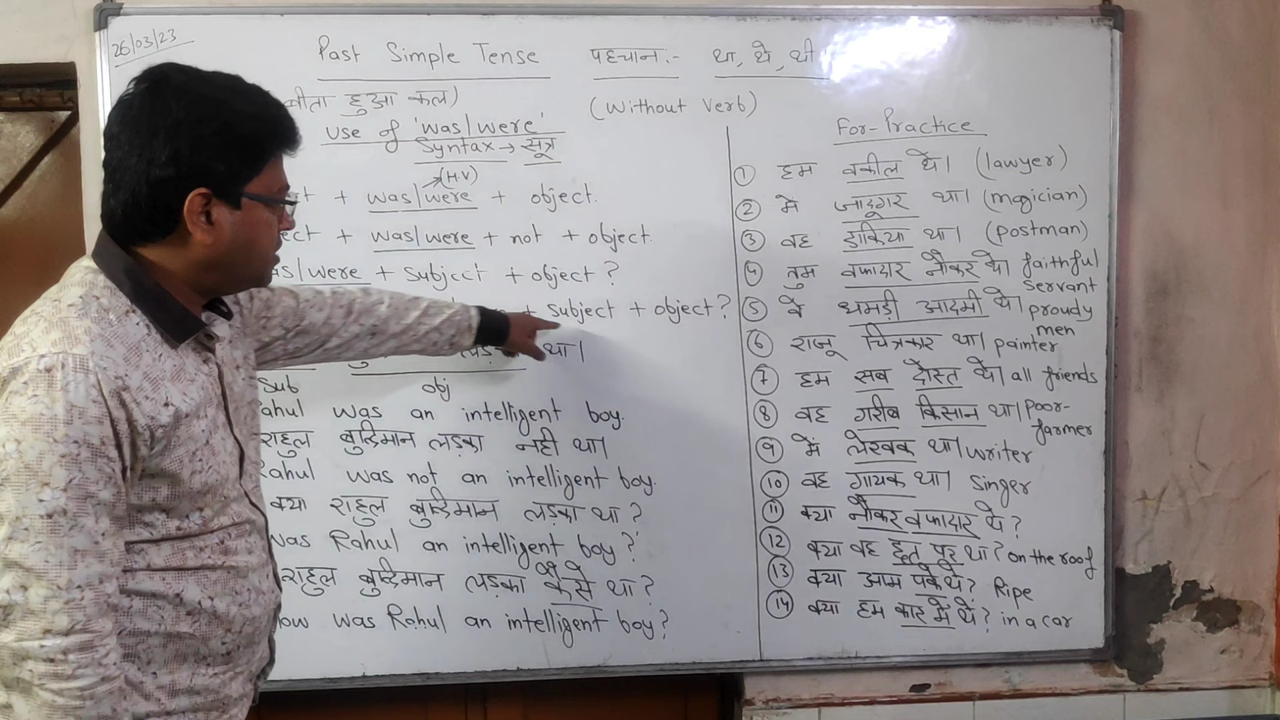 26/03/23
Past Simple Tense पहचान :- था, थे, थी
बीता हुआ कल)
(Without Verb)
use of 'was/were'
Syntax → सूत्र
(H.V)
+ was/were + object.
+ was/were + not + object.
was/were + subject + object ?
+ subject + object ?
था।
Sub obj
Rahul was an intelligent boy.
राहुल बुद्धिमान लड़का नही था।
Rahul was not an intelligent boy.
क्या राहुल बुद्धिमान लड़का था ?
Was Rahul an intelligent boy ?
राहुल बुद्धिमान लड़का कैसे था ?
How was Rahul an intelligent boy ?
For-Practice
① हम वकील थे। (lawyer)
② मे जादूगर था। (magician)
③ वह डाकिया था। (postman)
④ तुम वफादार नौकर थे। faithful servant
⑤ वे घमडी आदमी थे। proudy men
⑥ राजू चित्रकार था। painter
⑦ हम सब दोस्त थे। all friends
⑧ वह गरीब किसान था। poor-farmer
⑨ मे लेखक था। writer
⑩ वह गायक था। Singer
⑪ क्या नौकर वफादार थे ?
⑫ क्या वह छत पर था ? on the roof
⑬ क्या आम पके थे ? Ripe
⑭ क्या हम कार मे थे ? in a car